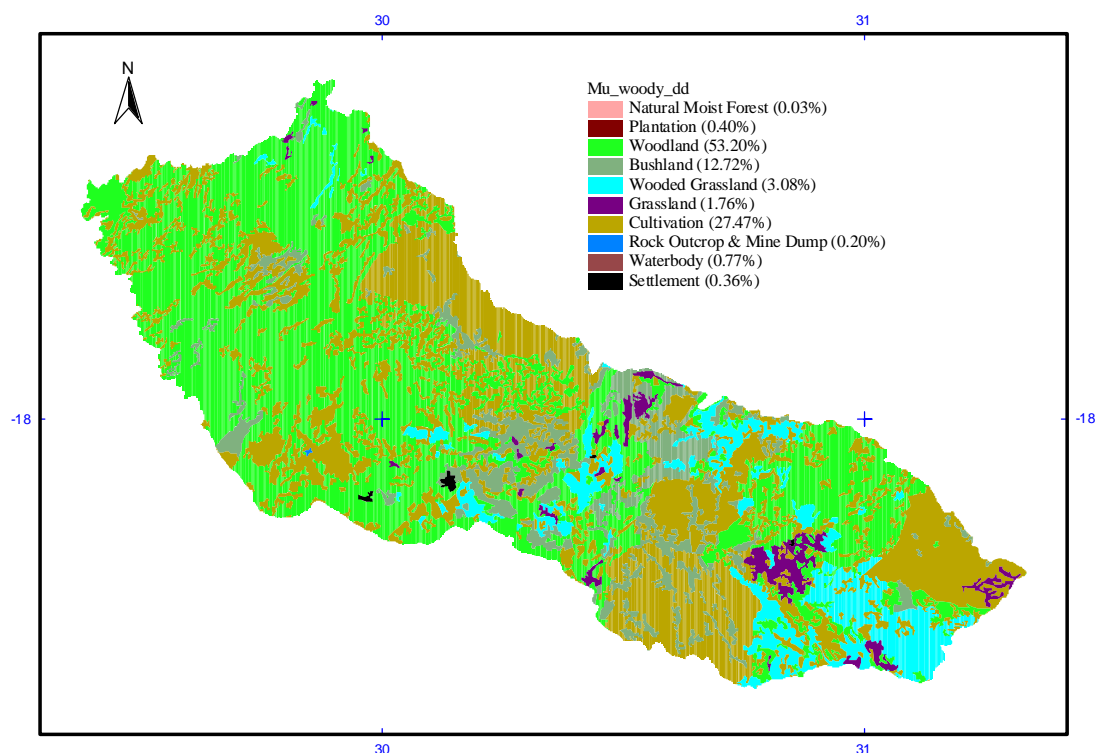 30
31
N
Mu_woody_dd
Natural Moist Forest (0.03%)
Plantation (0.40%)
Woodland (53.20%)
Bushland (12.72%)
Wooded Grassland (3.08%)
Grassland (1.76%)
Cultivation (27.47%)
Rock Outcrop & Mine Dump (0.20%)
Waterbody (0.77%)
Settlement (0.36%)
-18
-18
30
31